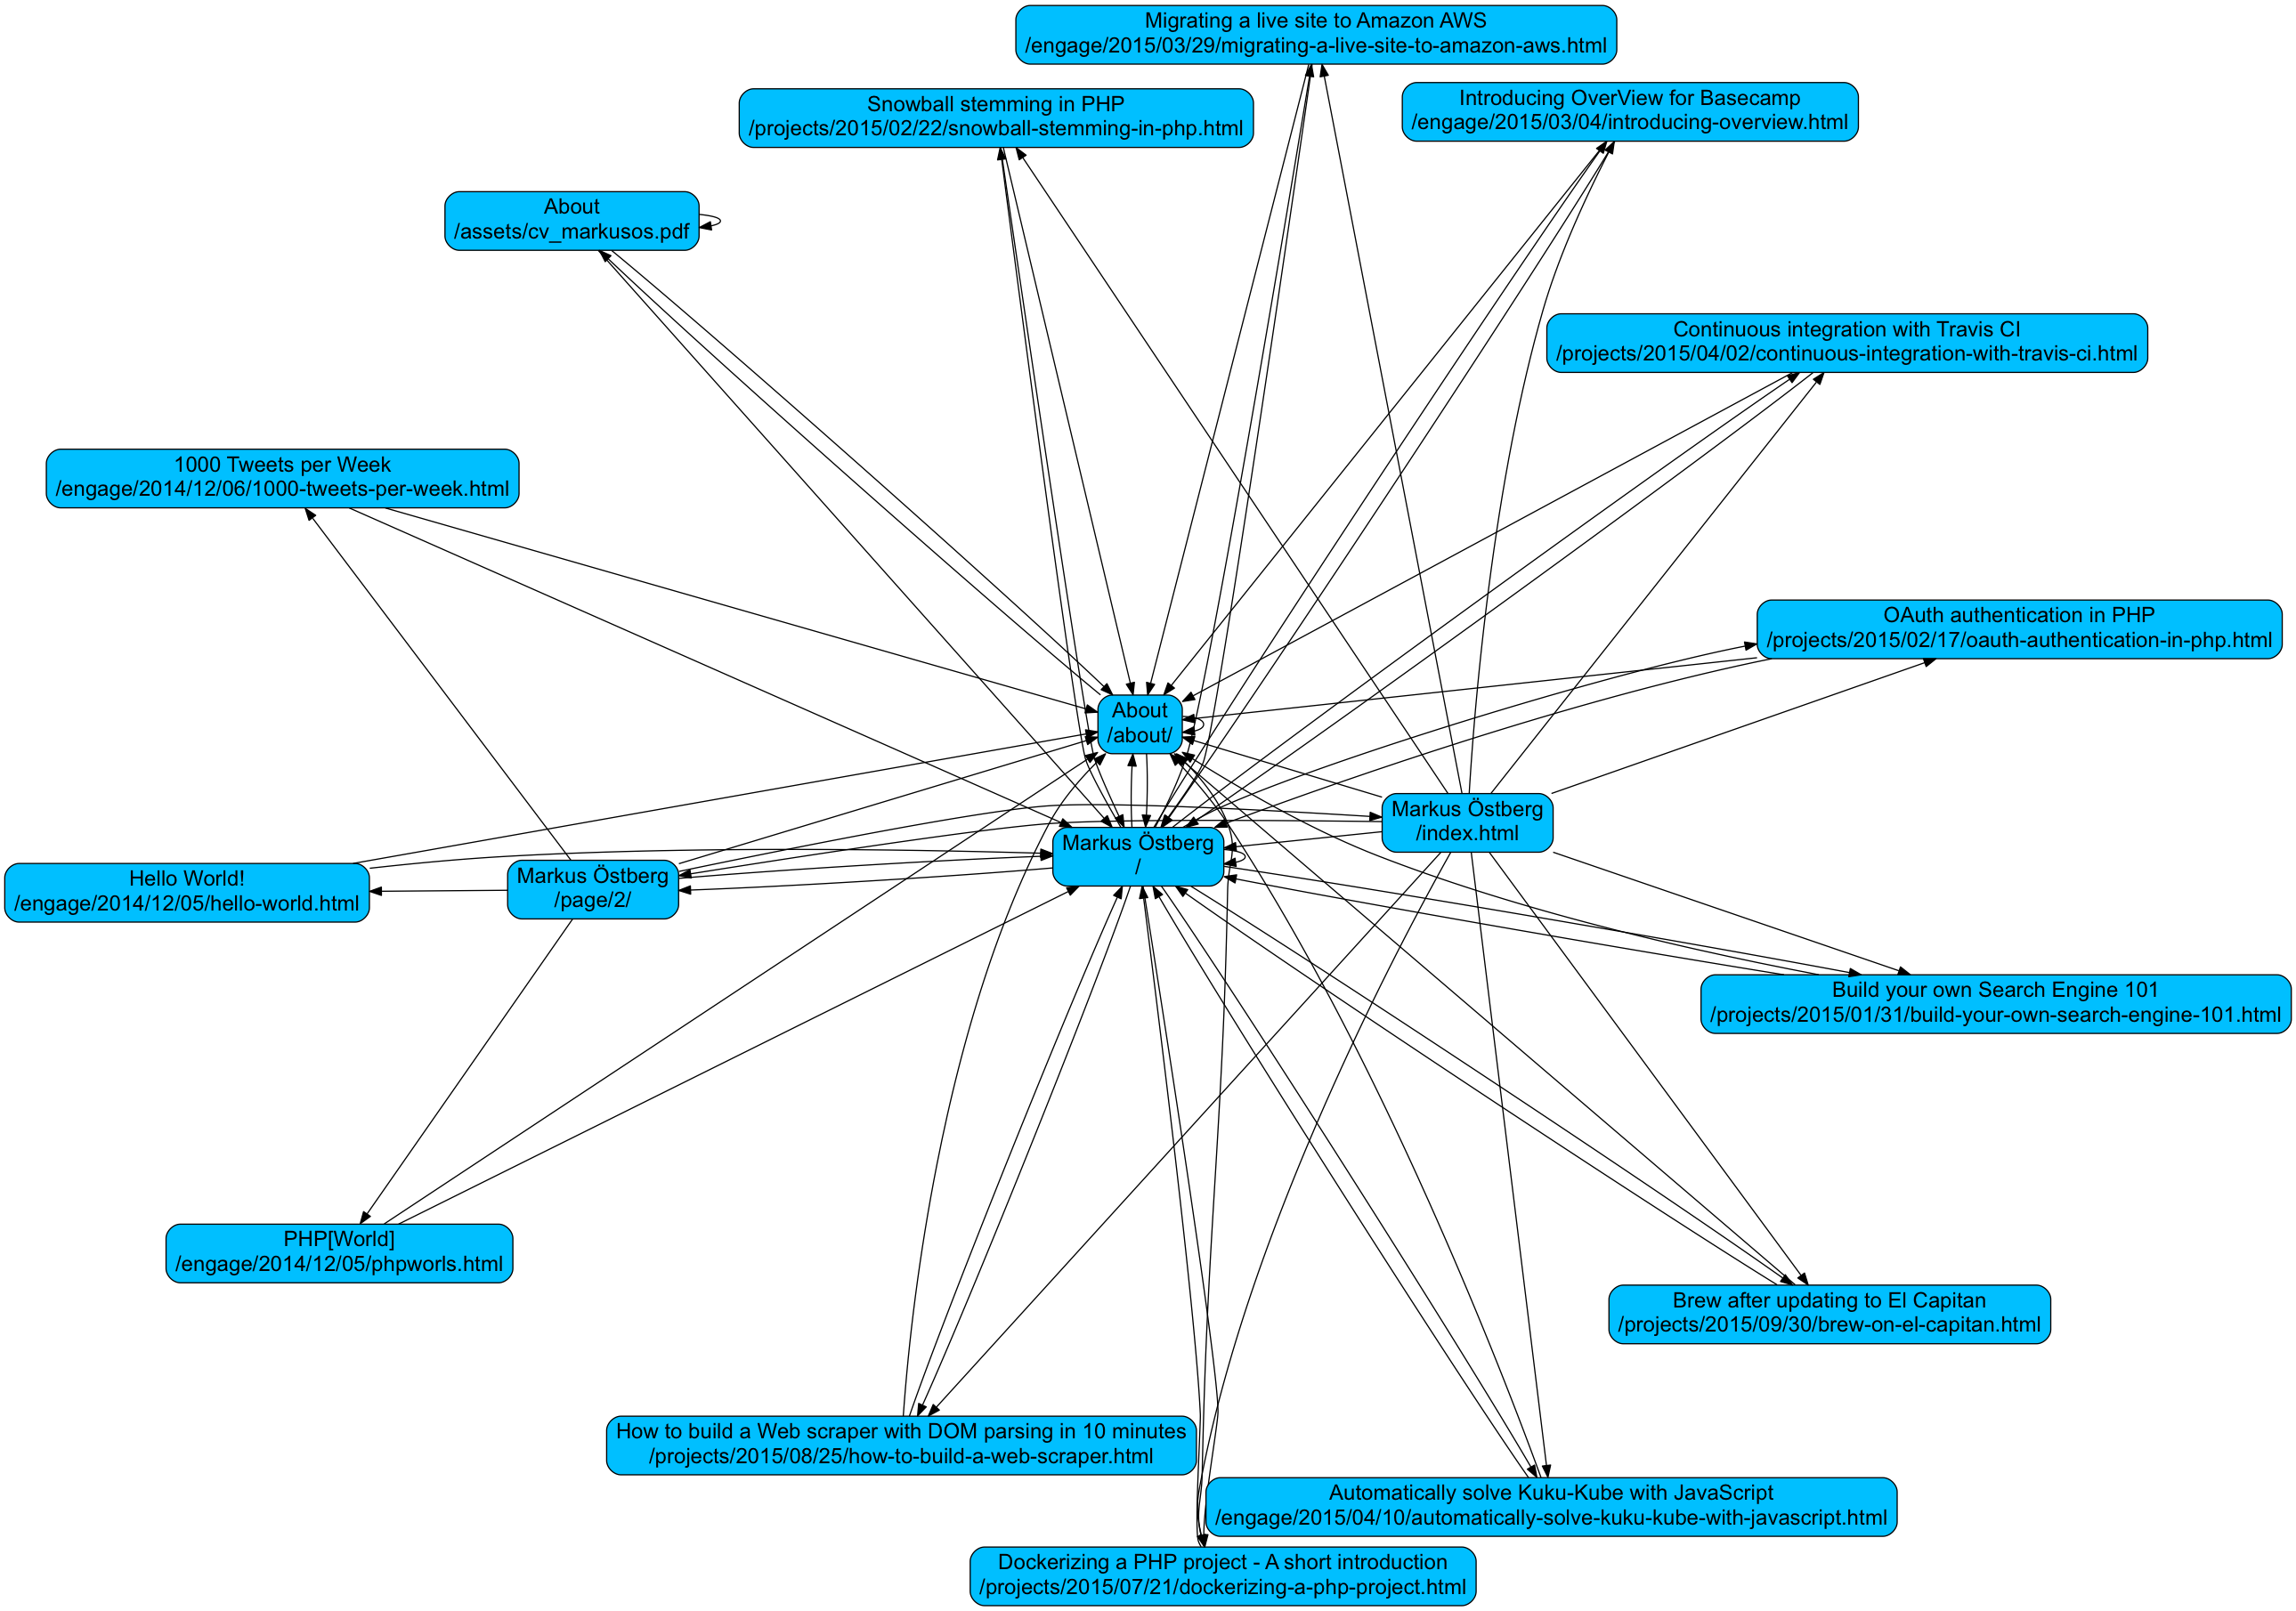 Migrating a live site to Amazon AWS
/engage/2015/03/29/migrating-a-live-site-to-amazon-aws.html
Introducing OverView for Basecamp
/engage/2015/03/04/introducing-overview.html
Snowball stemming in PHP
/projects/2015/02/22/snowball-stemming-in-php.html
About
/assets/cv_markusos.pdf
Continuous integration with Travis CI
/projects/2015/04/02/continuous-integration-with-travis-ci.html
1000 Tweets per Week
/engage/2014/12/06/1000-tweets-per-week.html
OAuth authentication in PHP
/projects/2015/02/17/oauth-authentication-in-php.html
About
/about/
Markus Östberg
/index.html
Markus Östberg
/
Hello World!
/engage/2014/12/05/hello-world.html
Markus Östberg
/page/2/
Build your own Search Engine 101
/projects/2015/01/31/build-your-own-search-engine-101.html
PHP[World]
/engage/2014/12/05/phpworls.html
Brew after updating to El Capitan
/projects/2015/09/30/brew-on-el-capitan.html
How to build a Web scraper with DOM parsing in 10 minutes
/projects/2015/08/25/how-to-build-a-web-scraper.html
Automatically solve Kuku-Kube with JavaScript
/engage/2015/04/10/automatically-solve-kuku-kube-with-javascript.html
Dockerizing a PHP project - A short introduction
/projects/2015/07/21/dockerizing-a-php-project.html